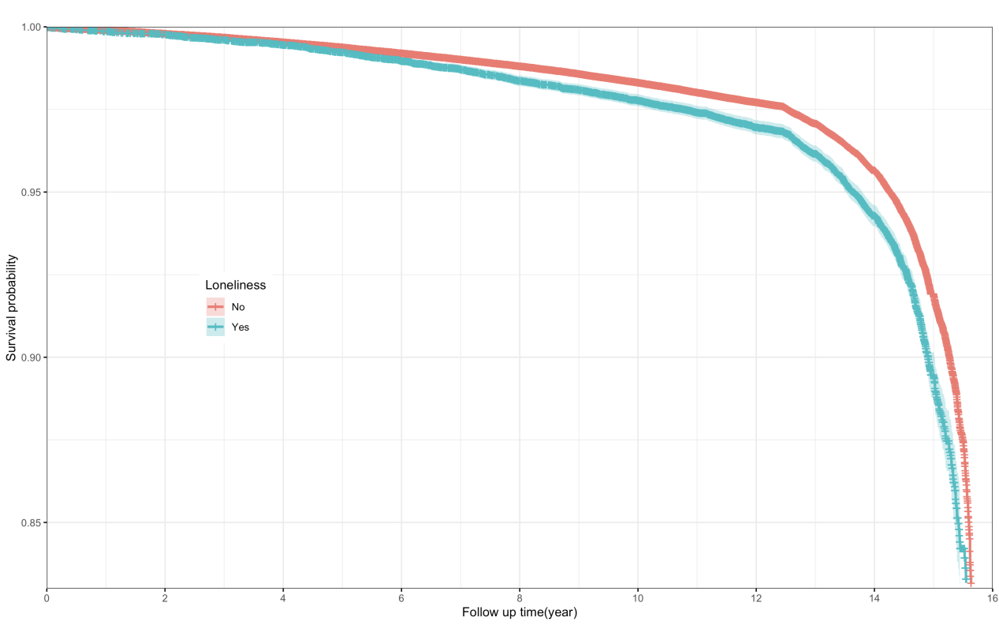 1.00
0.95
0.90
0.85
Survival probability
Loneliness
No
Yes
0 2 4 6 8 10 12 14 16
Follow up time(year)